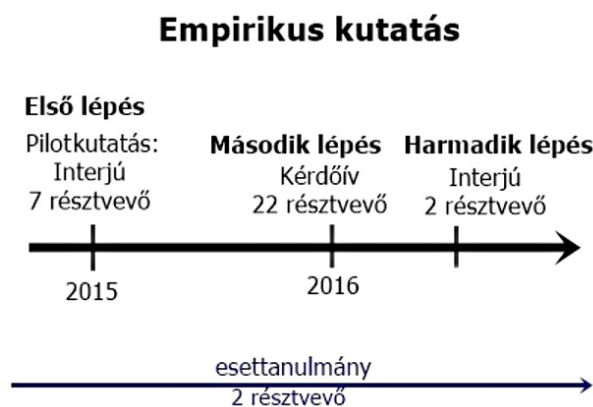 Empirikus kutatás
Első lépés
Pilotkutatás:
Interjú
7 résztvevő
Második lépés
Kérdőív
22 résztvevő
Harmadik lépés
Interjú
2 résztvevő
2015
2016
esettanulmány
2 résztvevő